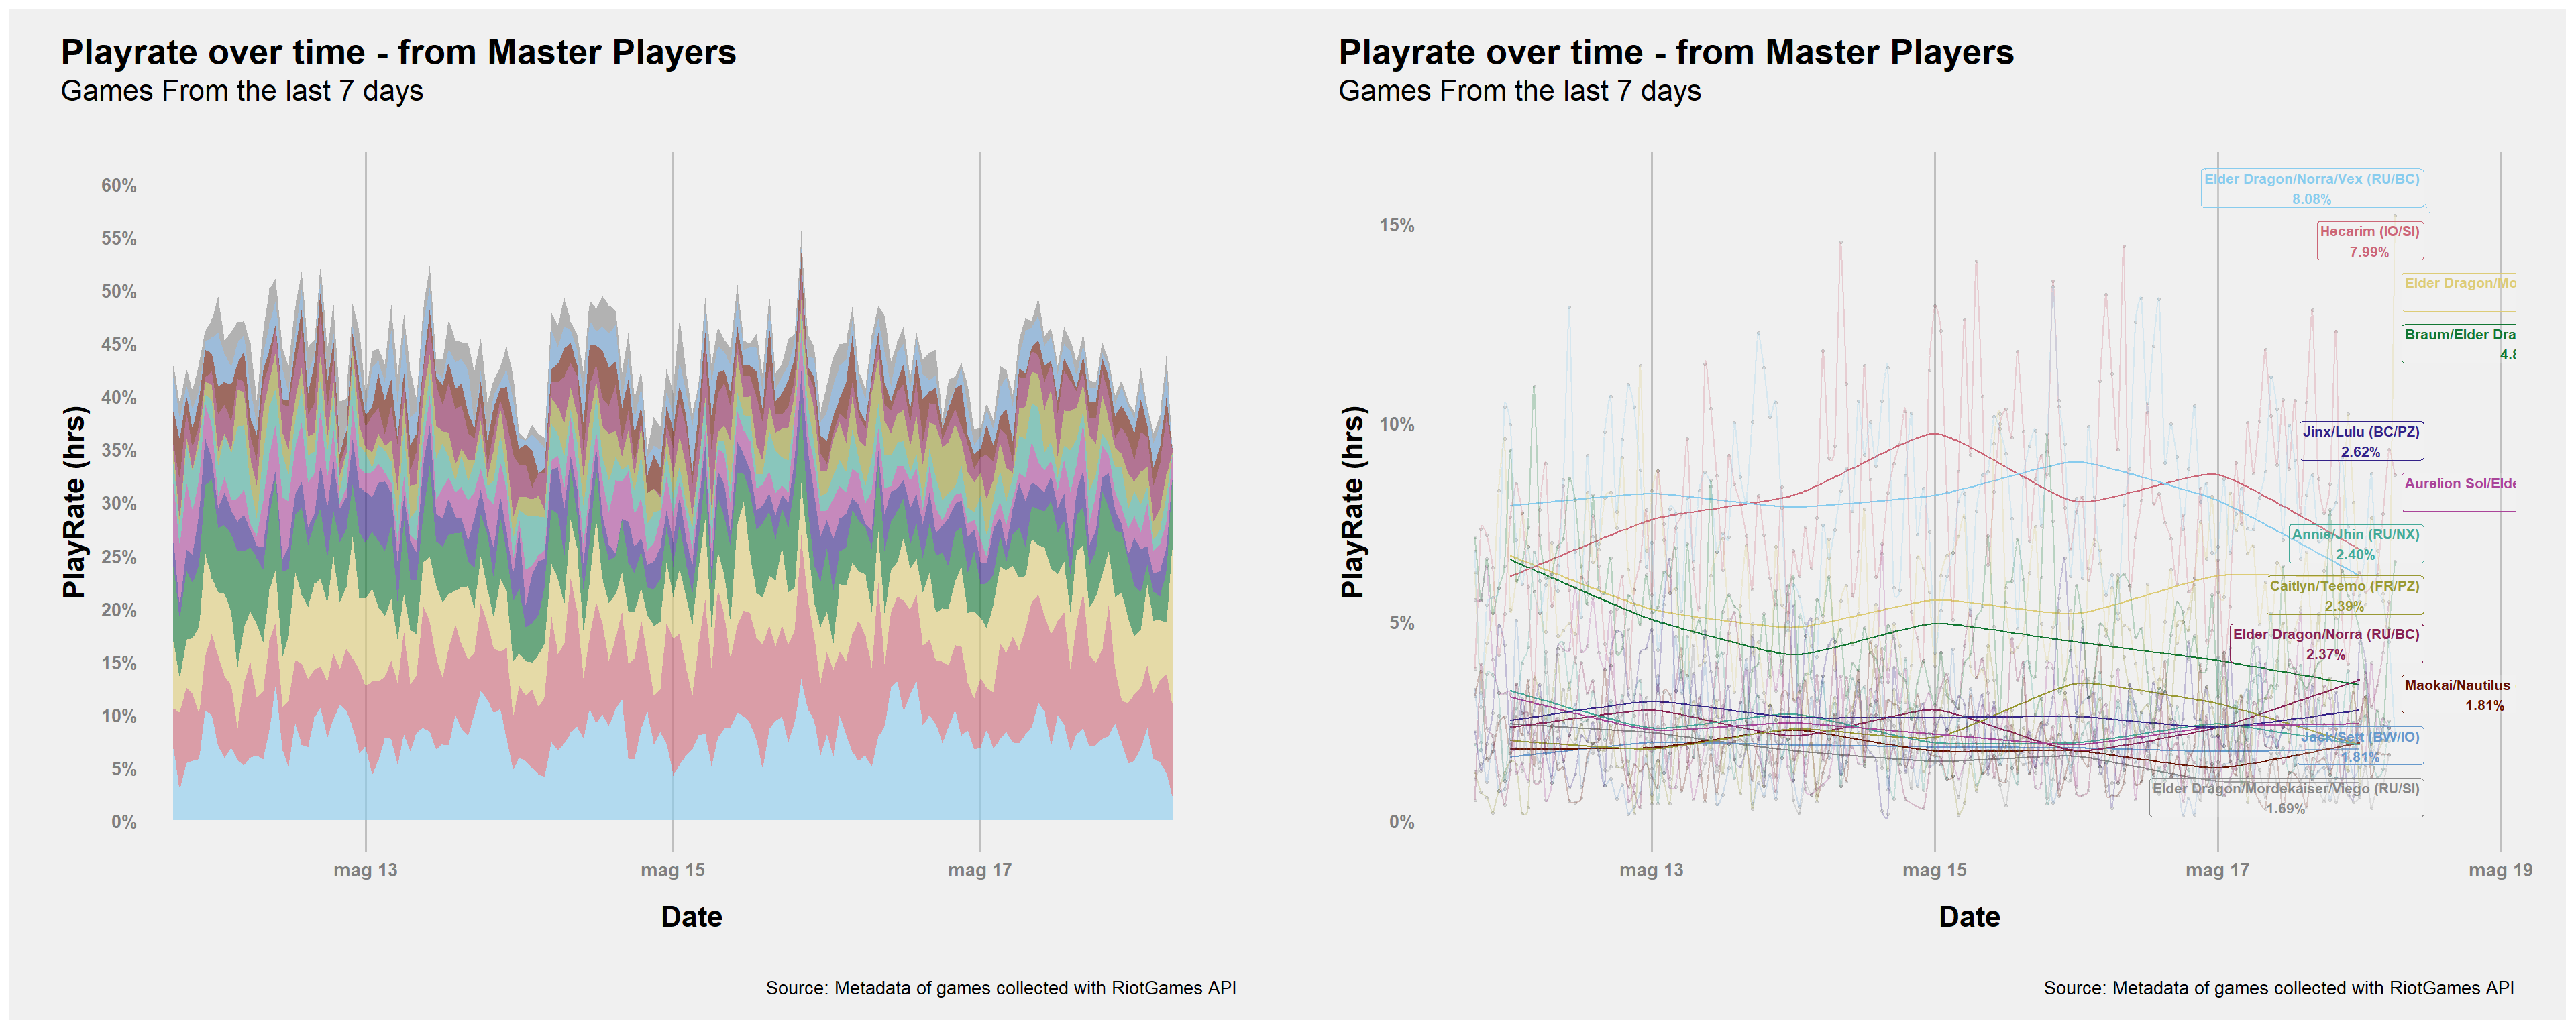 Playrate over time - from Master Players
Games From the last 7 days
60%
55%
50%
45%
40%
35%
30%
25%
20%
15%
10%
5%
0%
PlayRate (hrs)
mag 13
mag 15
mag 17
Date
Source: Metadata of games collected with RiotGames API
Playrate over time - from Master Players
Games From the last 7 days
15%
10%
5%
0%
PlayRate (hrs)
Elder Dragon/Norra/Vex (RU/BC)
8.08%
Hecarim (IO/SI)
7.99%
Elder Dragon/Mo
Braum/Elder Dra
4.8
Jinx/Lulu (BC/PZ)
2.62%
Aurelion Sol/Elde
Annie/Jhin (RU/NX)
2.40%
Caitlyn/Teemo (FR/PZ)
2.39%
Elder Dragon/Norra (RU/BC)
2.37%
Maokai/Nautilus
1.81%
Jack/Sett (BW/IO)
1.81%
Elder Dragon/Mordekaiser/Viego (RU/SI)
1.69%
mag 13
mag 15
mag 17
mag 19
Date
Source: Metadata of games collected with RiotGames API